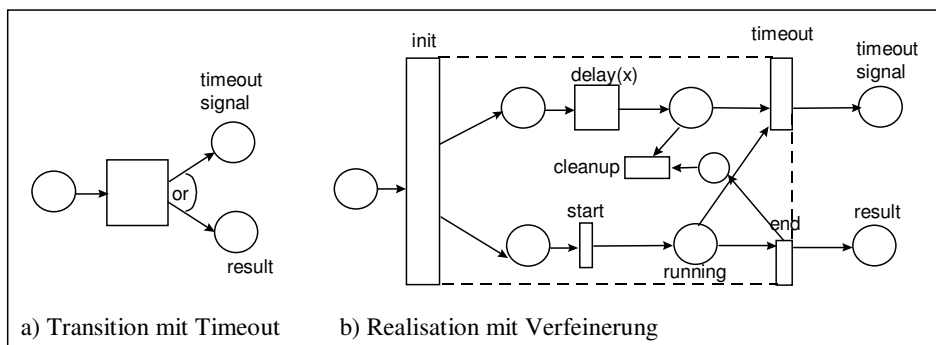 timeout
signal
or
result
init
timeout
delay(x)
timeout
signal
cleanup
start
end
result
running
a) Transition mit Timeout
b) Realisation mit Verfeinerung